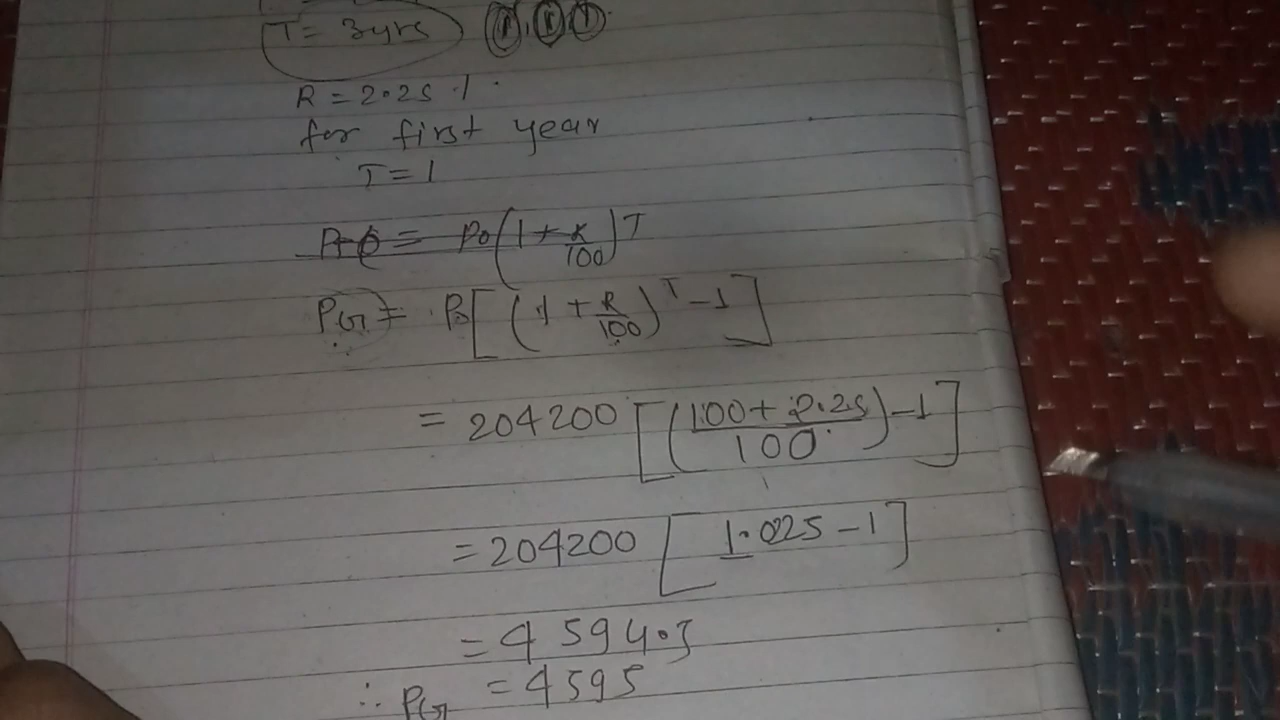 T = 3yrs
R = 2.25 ./.
for first year
T = 1
P+G = P0(1 + R/100)^T
PG = P0[(1 + R/100)^T - 1]
= 204200 [(100 + 2.25/100) - 1]
= 204200 [1.0225 - 1]
= 4594.5
= 4595
∴ PG